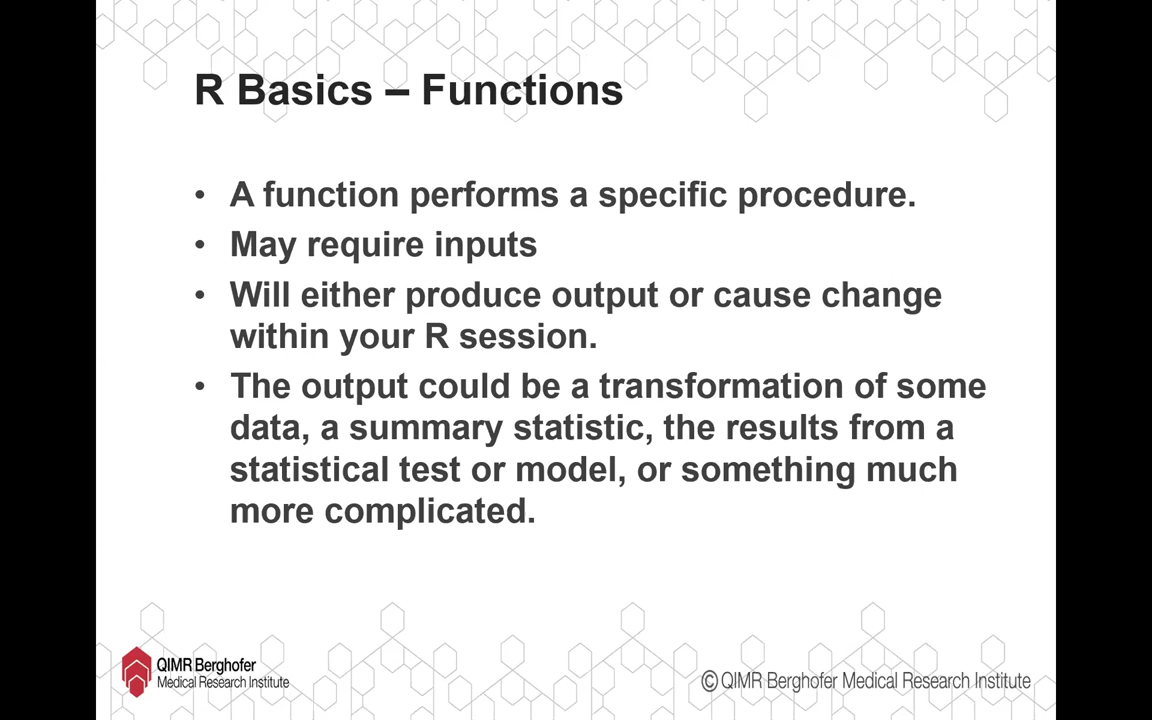 R Basics – Functions
• A function performs a specific procedure.
• May require inputs
• Will either produce output or cause change
within your R session.
• The output could be a transformation of some
data, a summary statistic, the results from a
statistical test or model, or something much
more complicated.
QIMR Berghofer
Medical Research Institute
© QIMR Berghofer Medical Research Institute